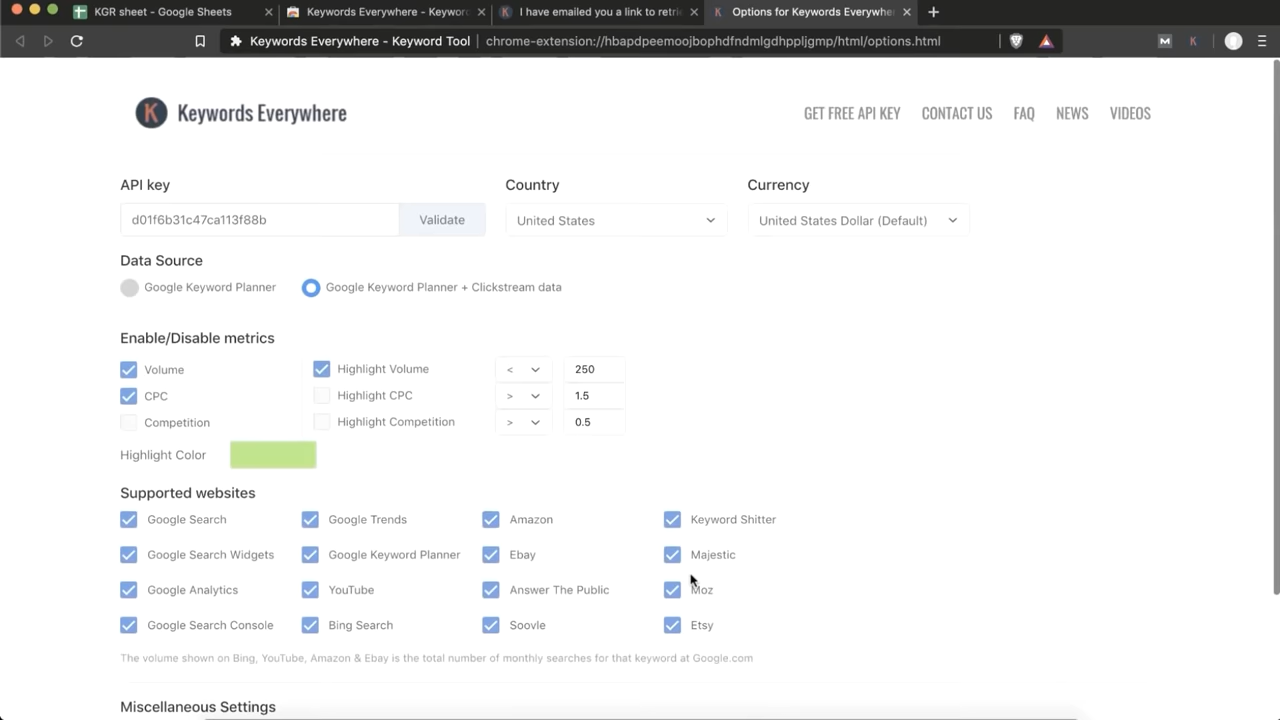 KGR sheet - Google Sheets
Keywords Everywhere - Keyword
I have emailed you a link to retri
Options for Keywords Everywhe
Keywords Everywhere - Keyword Tool
chrome-extension://hbapdpeemoojbophdfndmlgdhppljgmp/html/options.html
M K
K Keywords Everywhere
GET FREE API KEY CONTACT US FAQ NEWS VIDEOS
API key Country Currency
d01f6b31c47ca113f88b Validate United States United States Dollar (Default)
Data Source
Google Keyword Planner Google Keyword Planner + Clickstream data
Enable/Disable metrics
Volume Highlight Volume < 250
CPC Highlight CPC > 1.5
Competition Highlight Competition > 0.5
Highlight Color
Supported websites
Google Search Google Trends Amazon Keyword Shitter
Google Search Widgets Google Keyword Planner Ebay Majestic
Google Analytics YouTube Answer The Public Moz
Google Search Console Bing Search Soovle Etsy
The volume shown on Bing, YouTube, Amazon & Ebay is the total number of monthly searches for that keyword at Google.com
Miscellaneous Settings